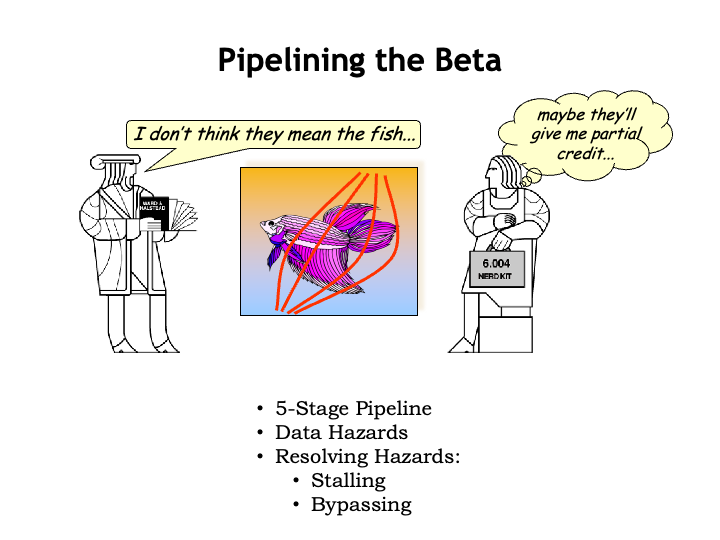 Pipelining the Beta
I don't think they mean the fish...
maybe they'll
give me partial
credit...
WARD &
HALSTEAD
6.004
NERD KIT
• 5-Stage Pipeline
• Data Hazards
• Resolving Hazards:
• Stalling
• Bypassing